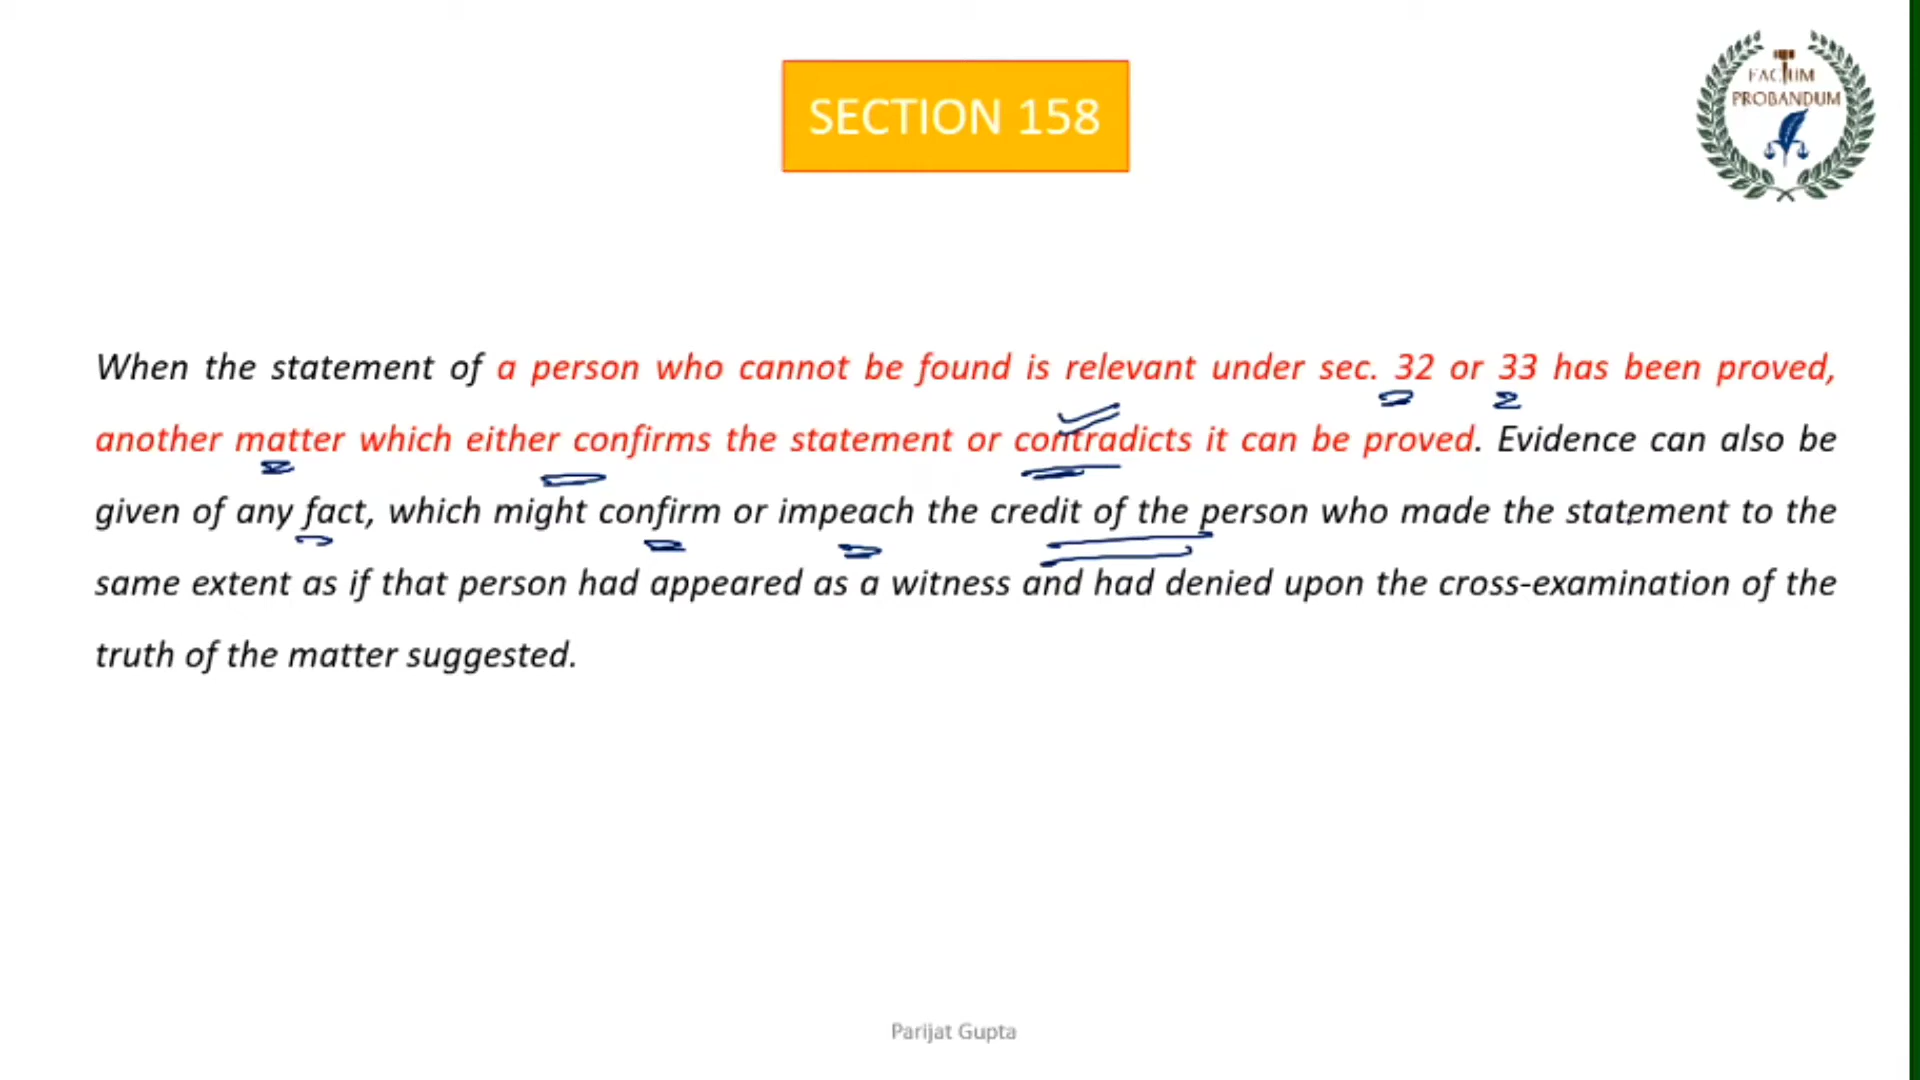 SECTION 158
FACTUM
PROBANDUM
When the statement of a person who cannot be found is relevant under sec. 32 or 33 has been proved,
another matter which either confirms the statement or contradicts it can be proved. Evidence can also be
given of any fact, which might confirm or impeach the credit of the person who made the statement to the
same extent as if that person had appeared as a witness and had denied upon the cross-examination of the
truth of the matter suggested.
Parijat Gupta